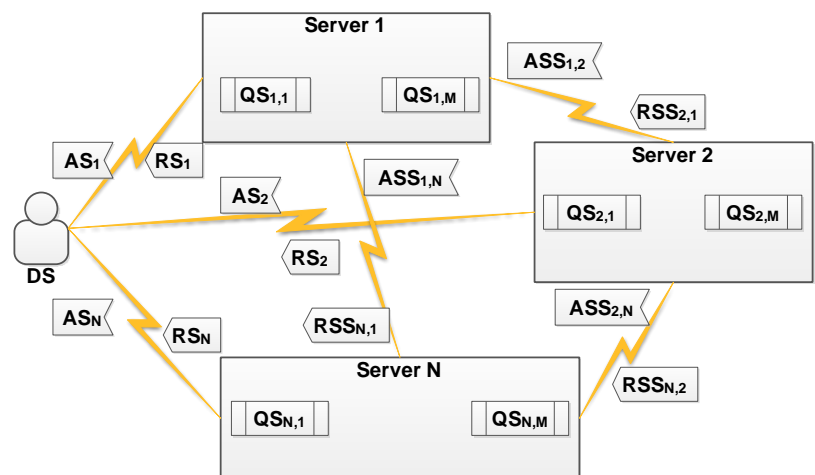 Server 1
ASS1,2
QS1,1
QS1,M
RSS2,1
AS1
RS1
Server 2
ASS1,N
AS2
QS2,1
QS2,M
RS2
DS
ASN
ASS2,N
RSN
RSSN,1
Server N
RSSN,2
QSN,1
QSN,M